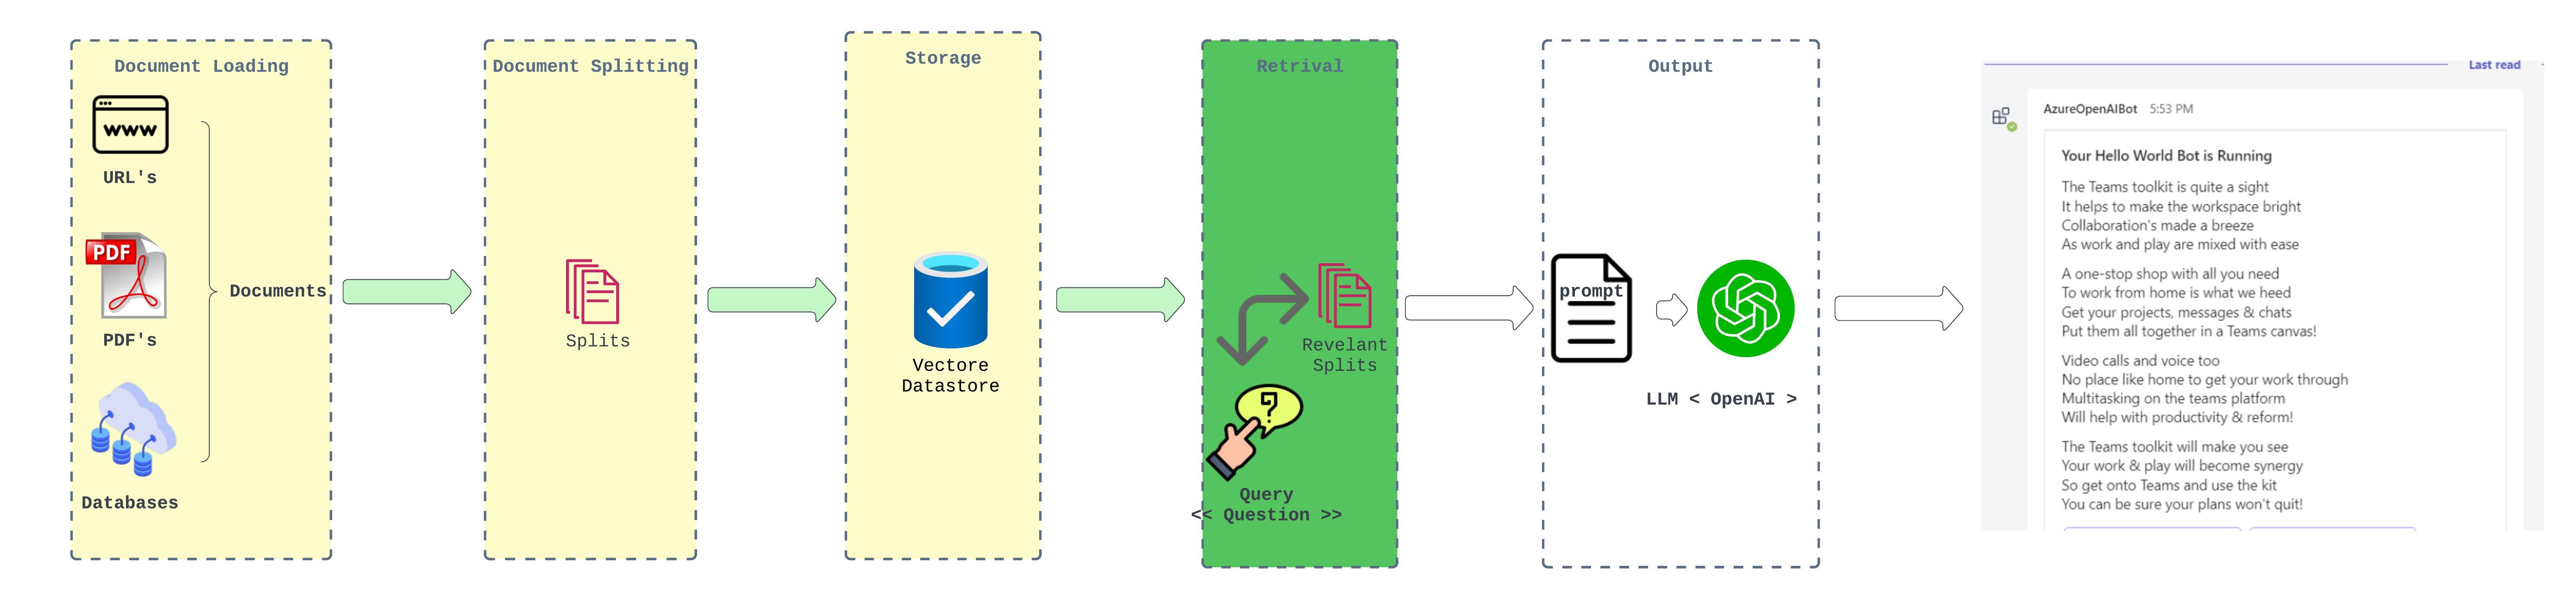 Document Loading
www
URL's
PDF
PDF's
Databases
Documents
Document Splitting
Splits
Storage
Vectore
Datastore
Retrival
Revelant
Splits
?
Query
<< Question >>
Output
prompt
LLM < OpenAI >
Last read
AzureOpenAIBot 5:53 PM
Your Hello World Bot is Running
The Teams toolkit is quite a sight
It helps to make the workspace bright
Collaboration's made a breeze
As work and play are mixed with ease
A one-stop shop with all you need
To work from home is what we heed
Get your projects, messages & chats
Put them all together in a Teams canvas!
Video calls and voice too
No place like home to get your work through
Multitasking on the teams platform
Will help with productivity & reform!
The Teams toolkit will make you see
Your work & play will become synergy
So get onto Teams and use the kit
You can be sure your plans won't quit!